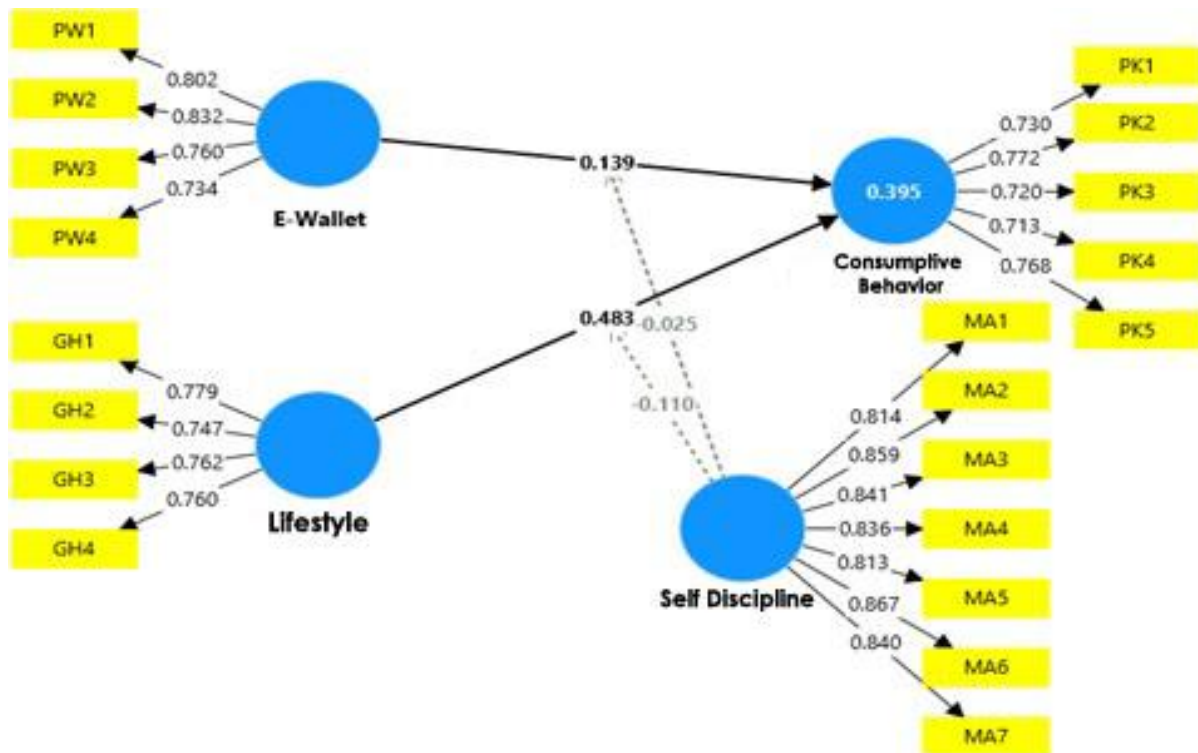 PW1
0.802
PW2
0.832
PW3
0.760
PW4
0.734
E-Wallet
GH1
0.779
GH2
0.747
GH3
0.762
GH4
0.760
Lifestyle
0.139
0.483
-0.025
-0.110
0.395
Consumptive
Behavior
PK1
0.730
PK2
0.772
PK3
0.720
PK4
0.713
PK5
0.768
Self Discipline
MA1
0.814
MA2
0.859
MA3
0.841
MA4
0.836
MA5
0.813
MA6
0.867
MA7
0.840